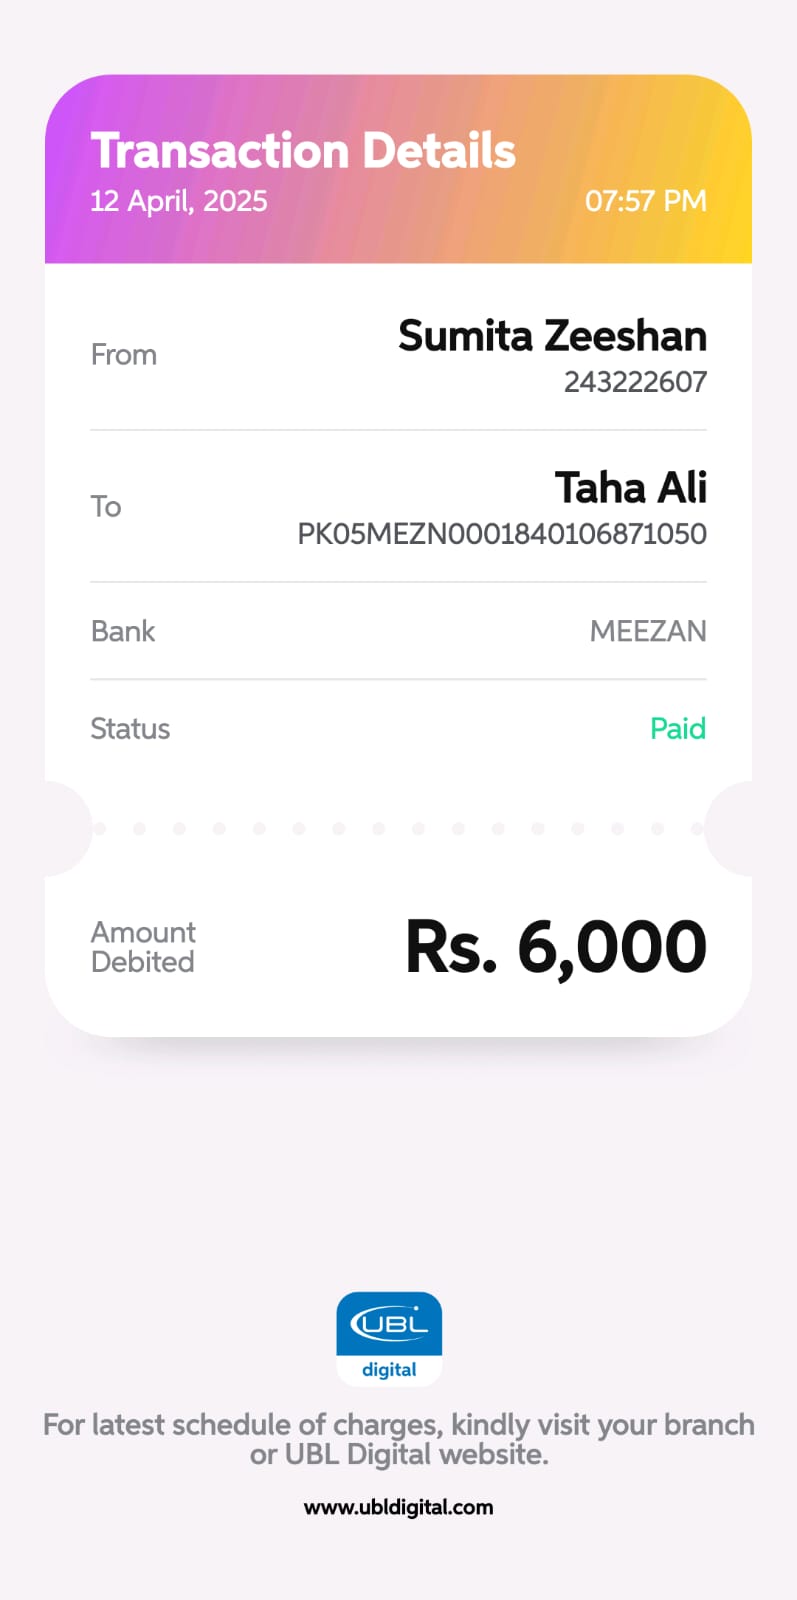 Transaction Details
12 April, 2025 07:57 PM
From
Sumita Zeeshan
243222607
To
Taha Ali
PK05MEZN0001840106871050
Bank MEEZAN
Status Paid
Amount
Debited
Rs. 6,000
UBL
digital
For latest schedule of charges, kindly visit your branch
or UBL Digital website.
www.ubldigital.com